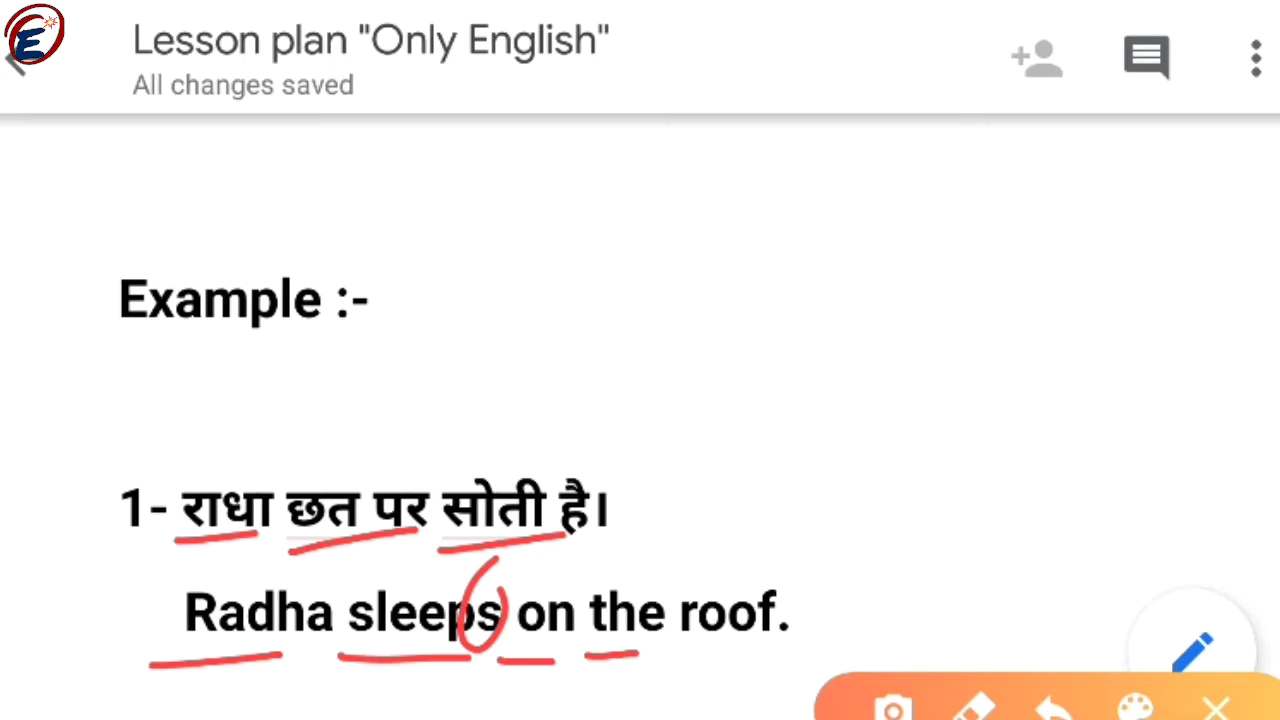 E
Lesson plan "Only English"
All changes saved
Example :-
1- राधा छत पर सोती है।
Radha sleeps on the roof.